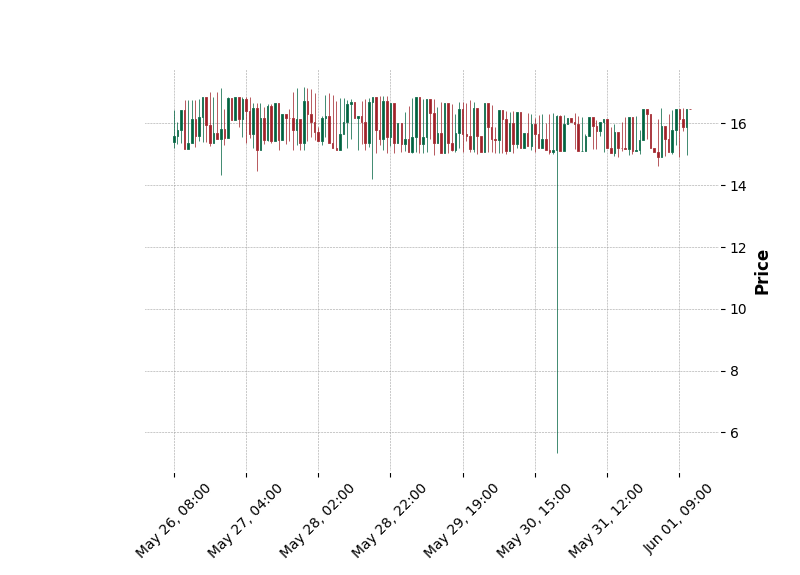 16
14
12
10
8
6
Price
May 26, 08:00
May 27, 04:00
May 28, 02:00
May 28, 22:00
May 29, 19:00
May 30, 15:00
May 31, 12:00
Jun 01, 09:00